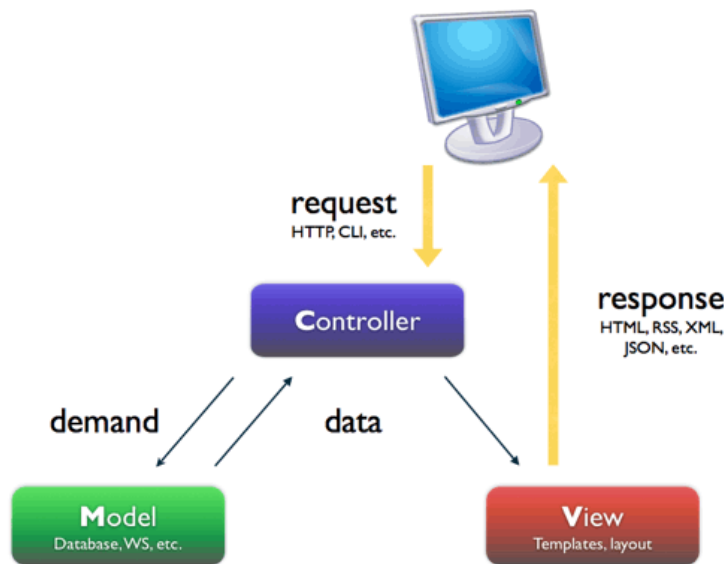 request
HTTP, CLI, etc.
Controller
response
HTML, RSS, XML,
JSON, etc.
demand
data
Model
Database, WS, etc.
View
Templates, layout